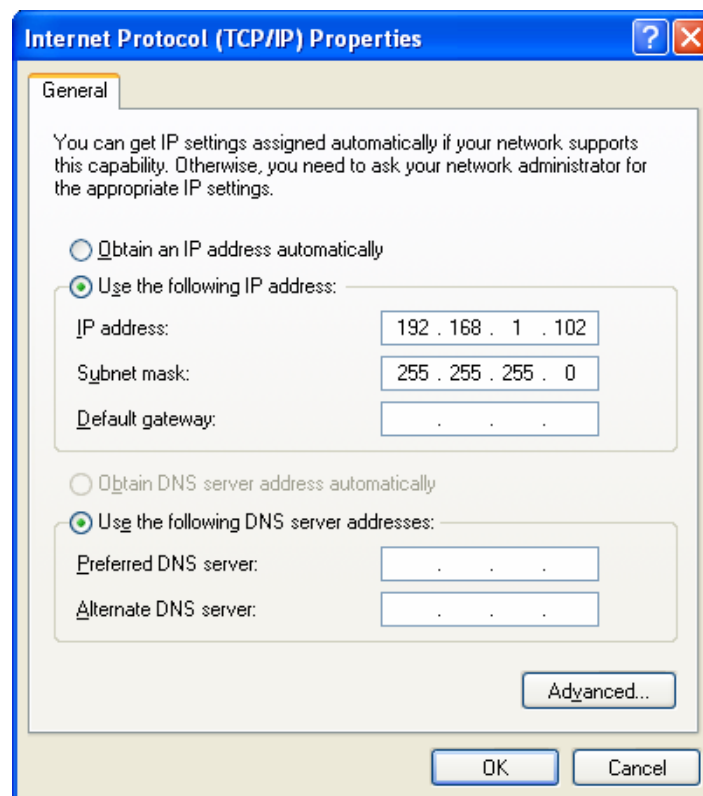 Internet Protocol (TCP/IP) Properties
General
You can get IP settings assigned automatically if your network supports
this capability. Otherwise, you need to ask your network administrator for
the appropriate IP settings.
Obtain an IP address automatically
Use the following IP address:
IP address: 192 . 168 . 1 . 102
Subnet mask: 255 . 255 . 255 . 0
Default gateway: . . .
Obtain DNS server address automatically
Use the following DNS server addresses:
Preferred DNS server: . . .
Alternate DNS server: . . .
Advanced...
OK Cancel